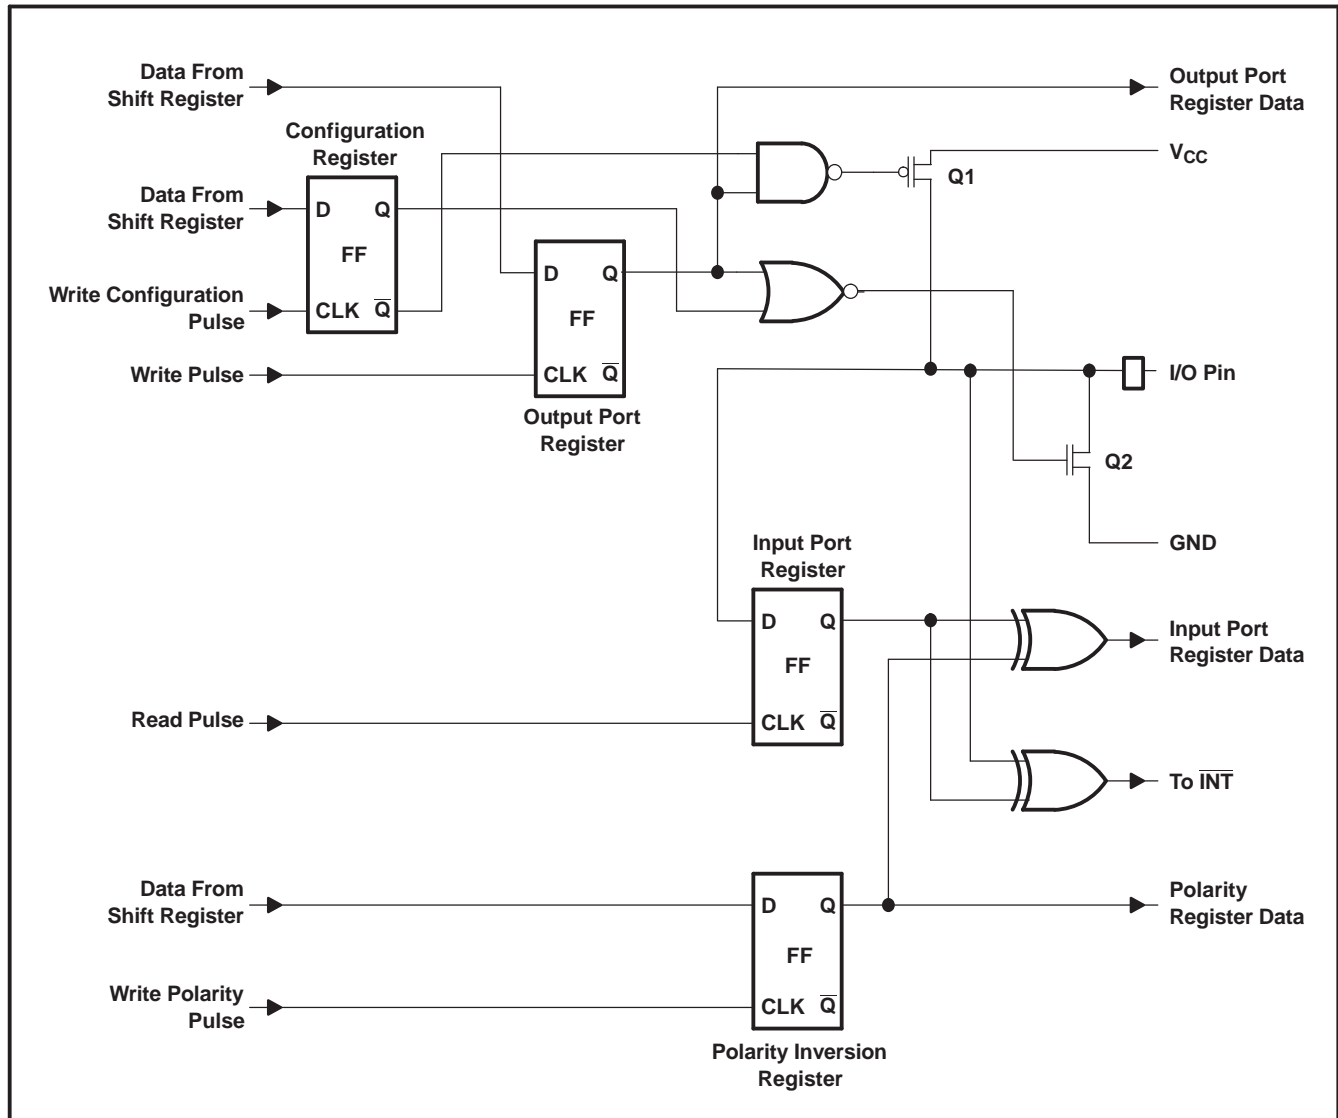 Data From
Shift Register
Output Port
Register Data
Configuration
Register
V_CC
Q1
Data From
Shift Register
D Q
FF
CLK Q̅
Write Configuration
Pulse
D Q
FF
CLK Q̅
Write Pulse
I/O Pin
Output Port
Register
Q2
GND
Input Port
Register
D Q
FF
CLK Q̅
Input Port
Register Data
Read Pulse
To I̅N̅T̅
Data From
Shift Register
D Q
FF
CLK Q̅
Polarity
Register Data
Write Polarity
Pulse
Polarity Inversion
Register